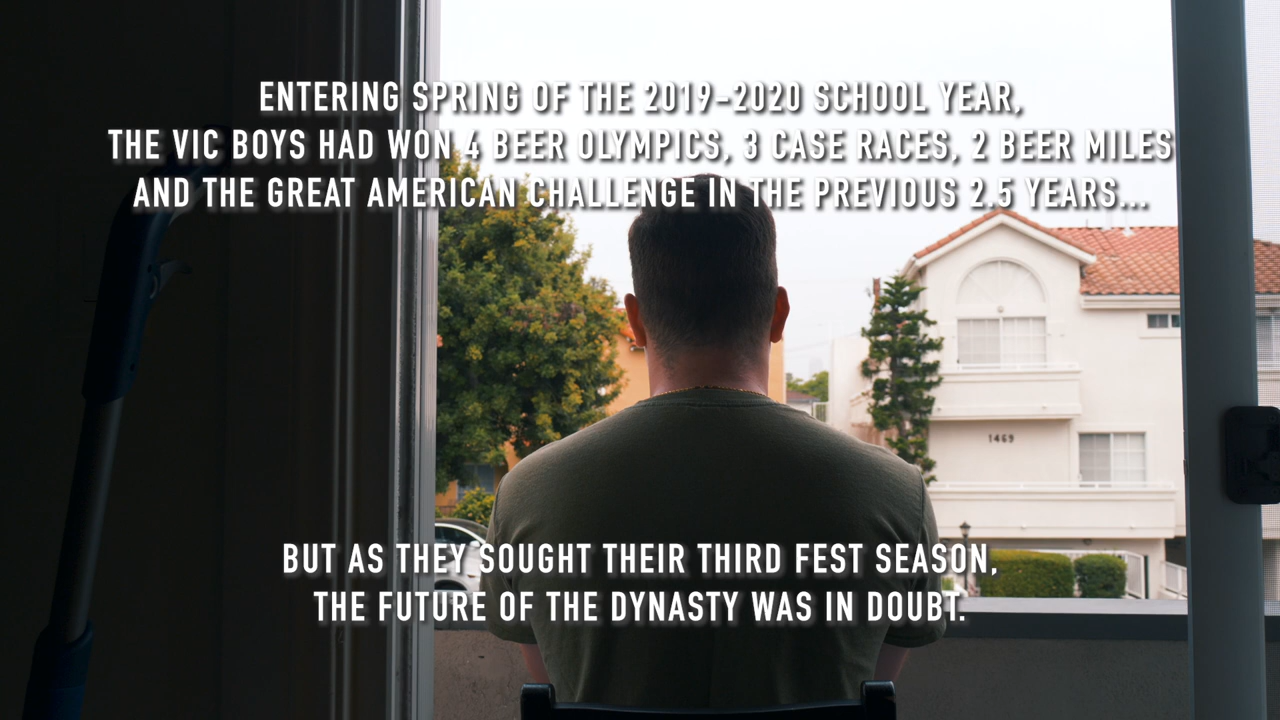 ENTERING SPRING OF THE 2019-2020 SCHOOL YEAR,
THE VIC BOYS HAD WON 4 BEER OLYMPICS, 3 CASE RACES, 2 BEER MILES
AND THE GREAT AMERICAN CHALLENGE IN THE PREVIOUS 2.5 YEARS...
1469
BUT AS THEY SOUGHT THEIR THIRD FEST SEASON,
THE FUTURE OF THE DYNASTY WAS IN DOUBT.